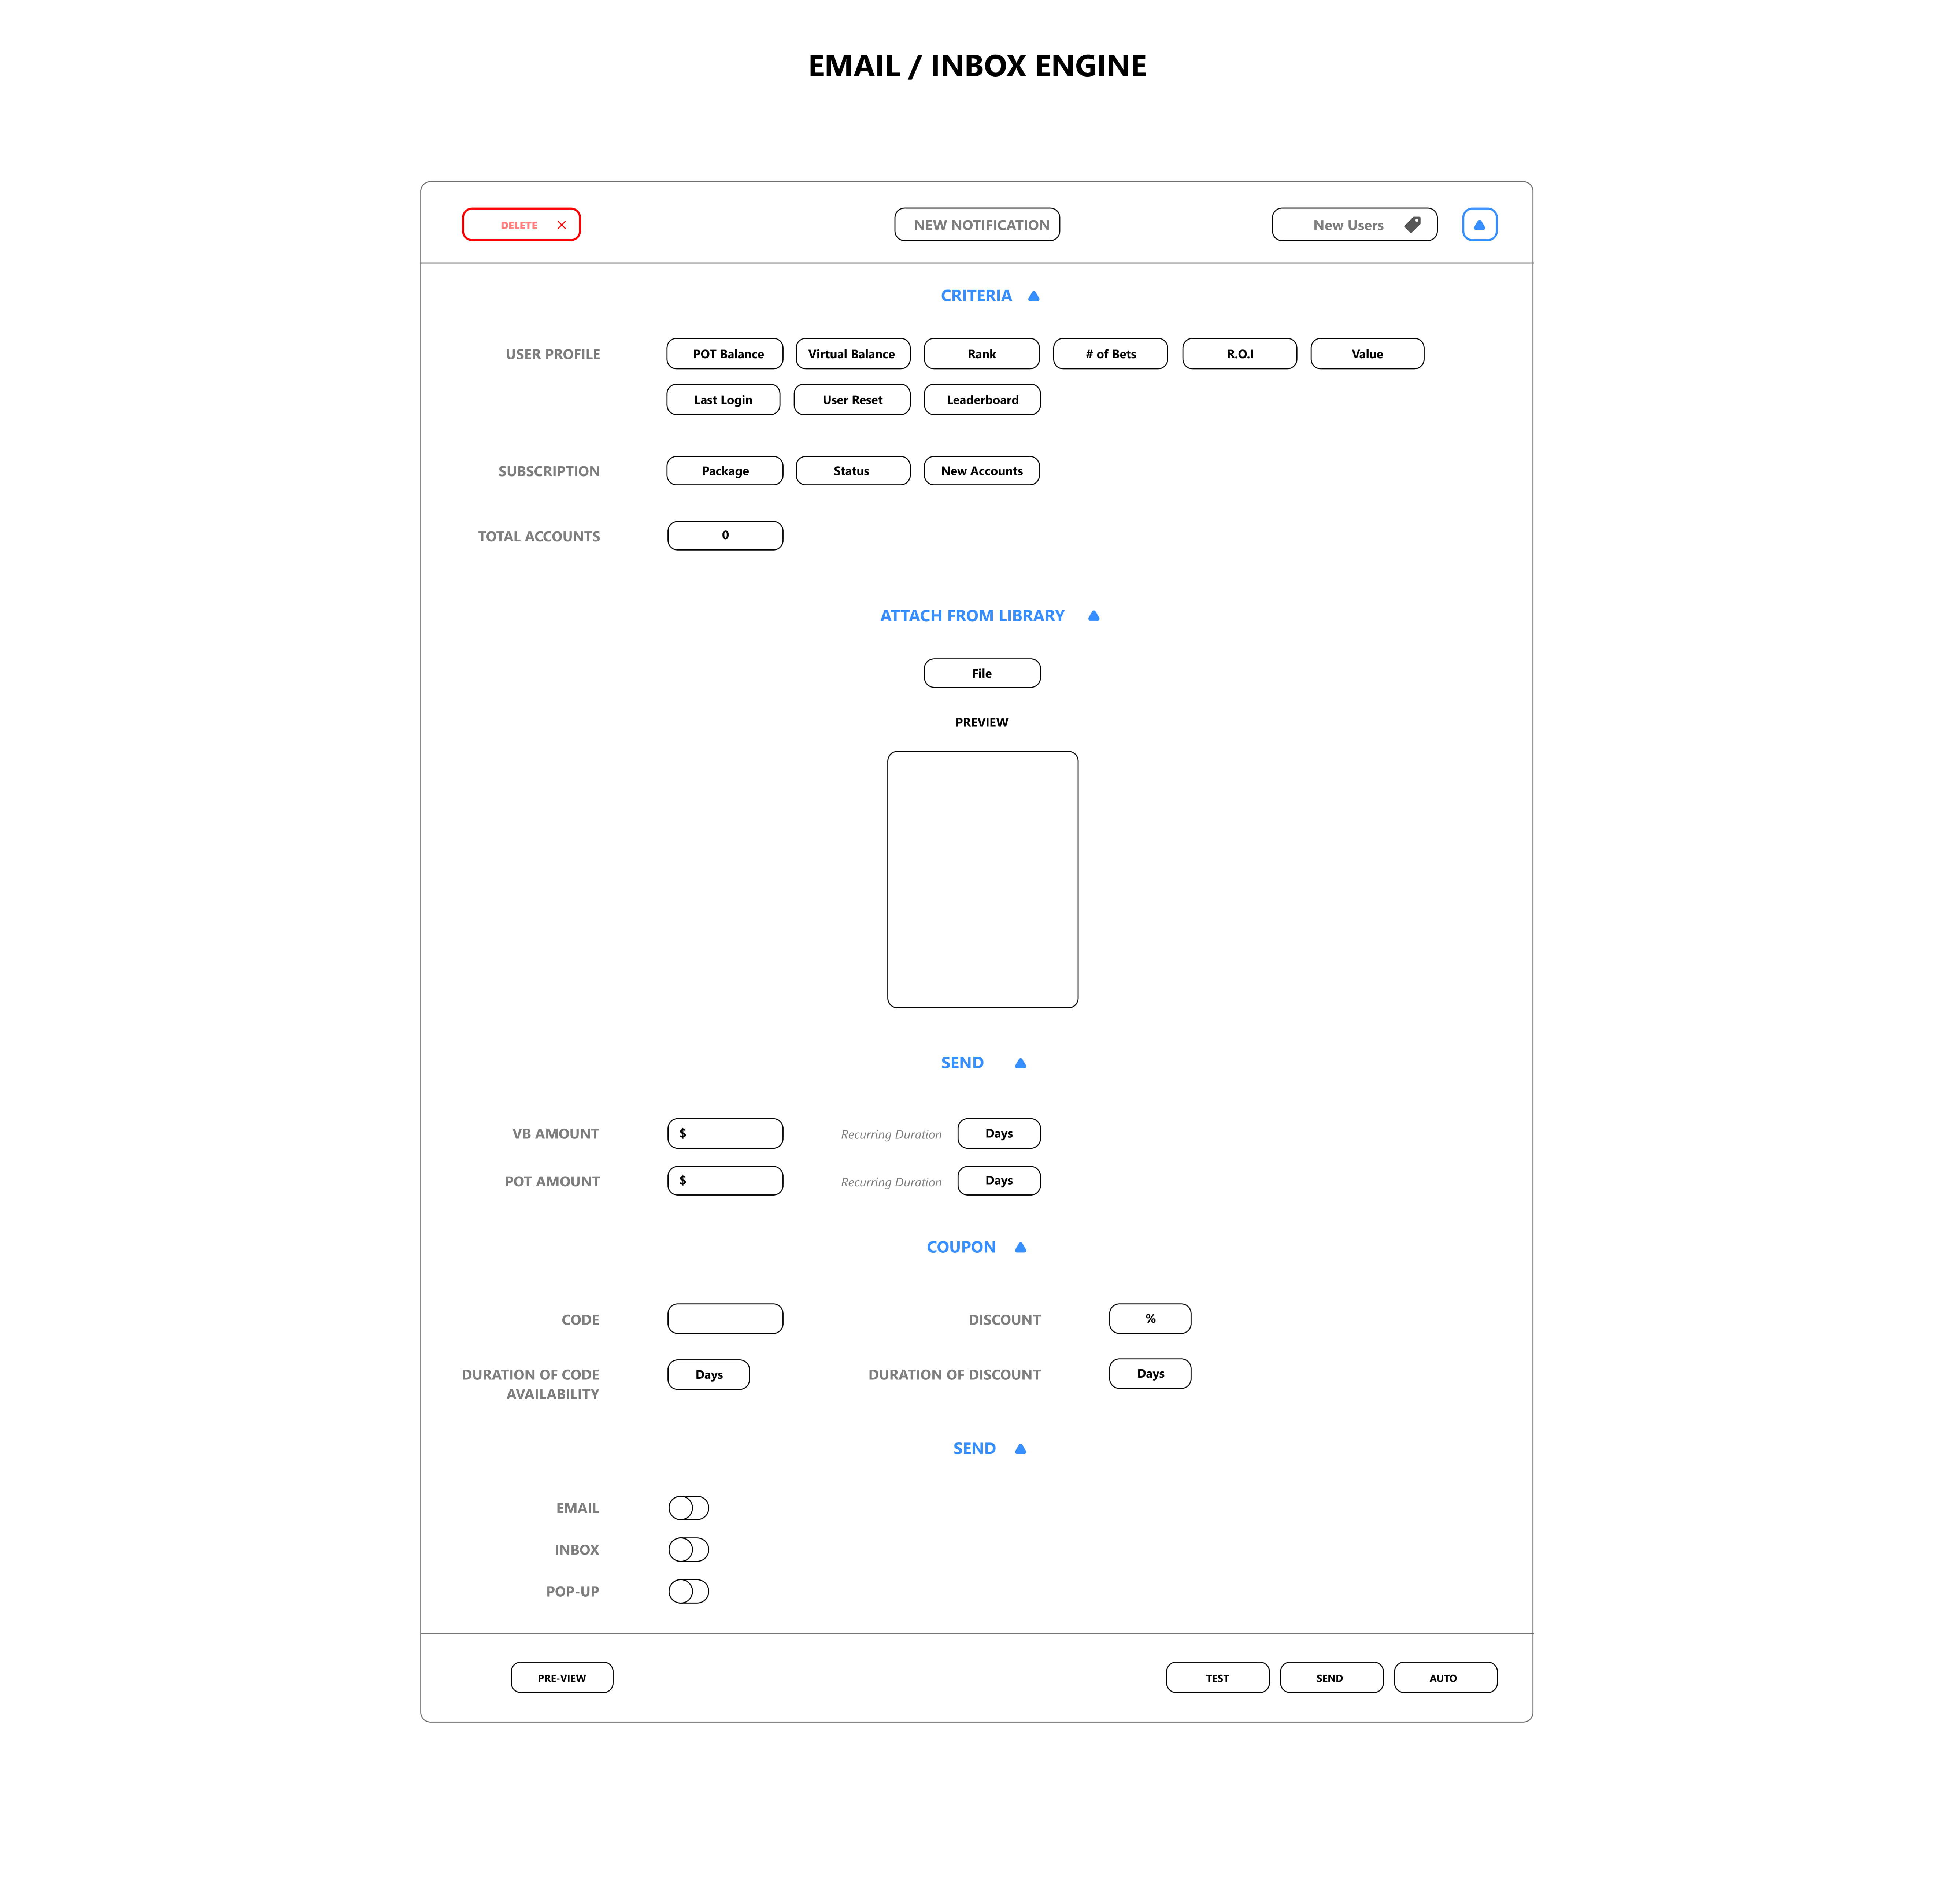 EMAIL / INBOX ENGINE
DELETE
NEW NOTIFICATION
New Users
CRITERIA
USER PROFILE
POT Balance
Virtual Balance
Rank
# of Bets
R.O.I
Value
Last Login
User Reset
Leaderboard
SUBSCRIPTION
Package
Status
New Accounts
TOTAL ACCOUNTS
0
ATTACH FROM LIBRARY
File
PREVIEW
SEND
VB AMOUNT
$
Recurring Duration
Days
POT AMOUNT
$
Recurring Duration
Days
COUPON
CODE
DISCOUNT
%
DURATION OF CODE
AVAILABILITY
Days
DURATION OF DISCOUNT
Days
SEND
EMAIL
INBOX
POP-UP
PRE-VIEW
TEST
SEND
AUTO